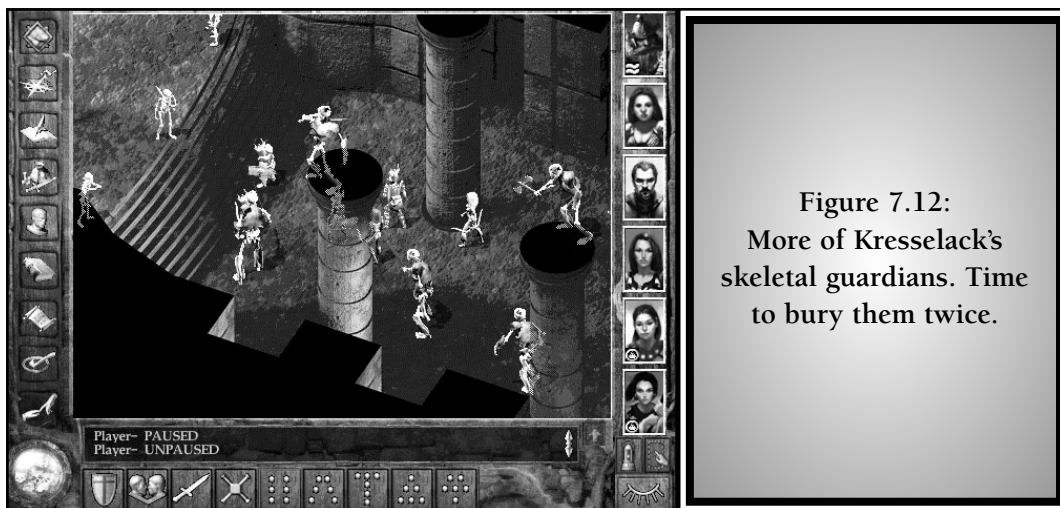 Player- PAUSED
Player- UNPAUSED
Figure 7.12:
More of Kresselack's
skeletal guardians. Time
to bury them twice.